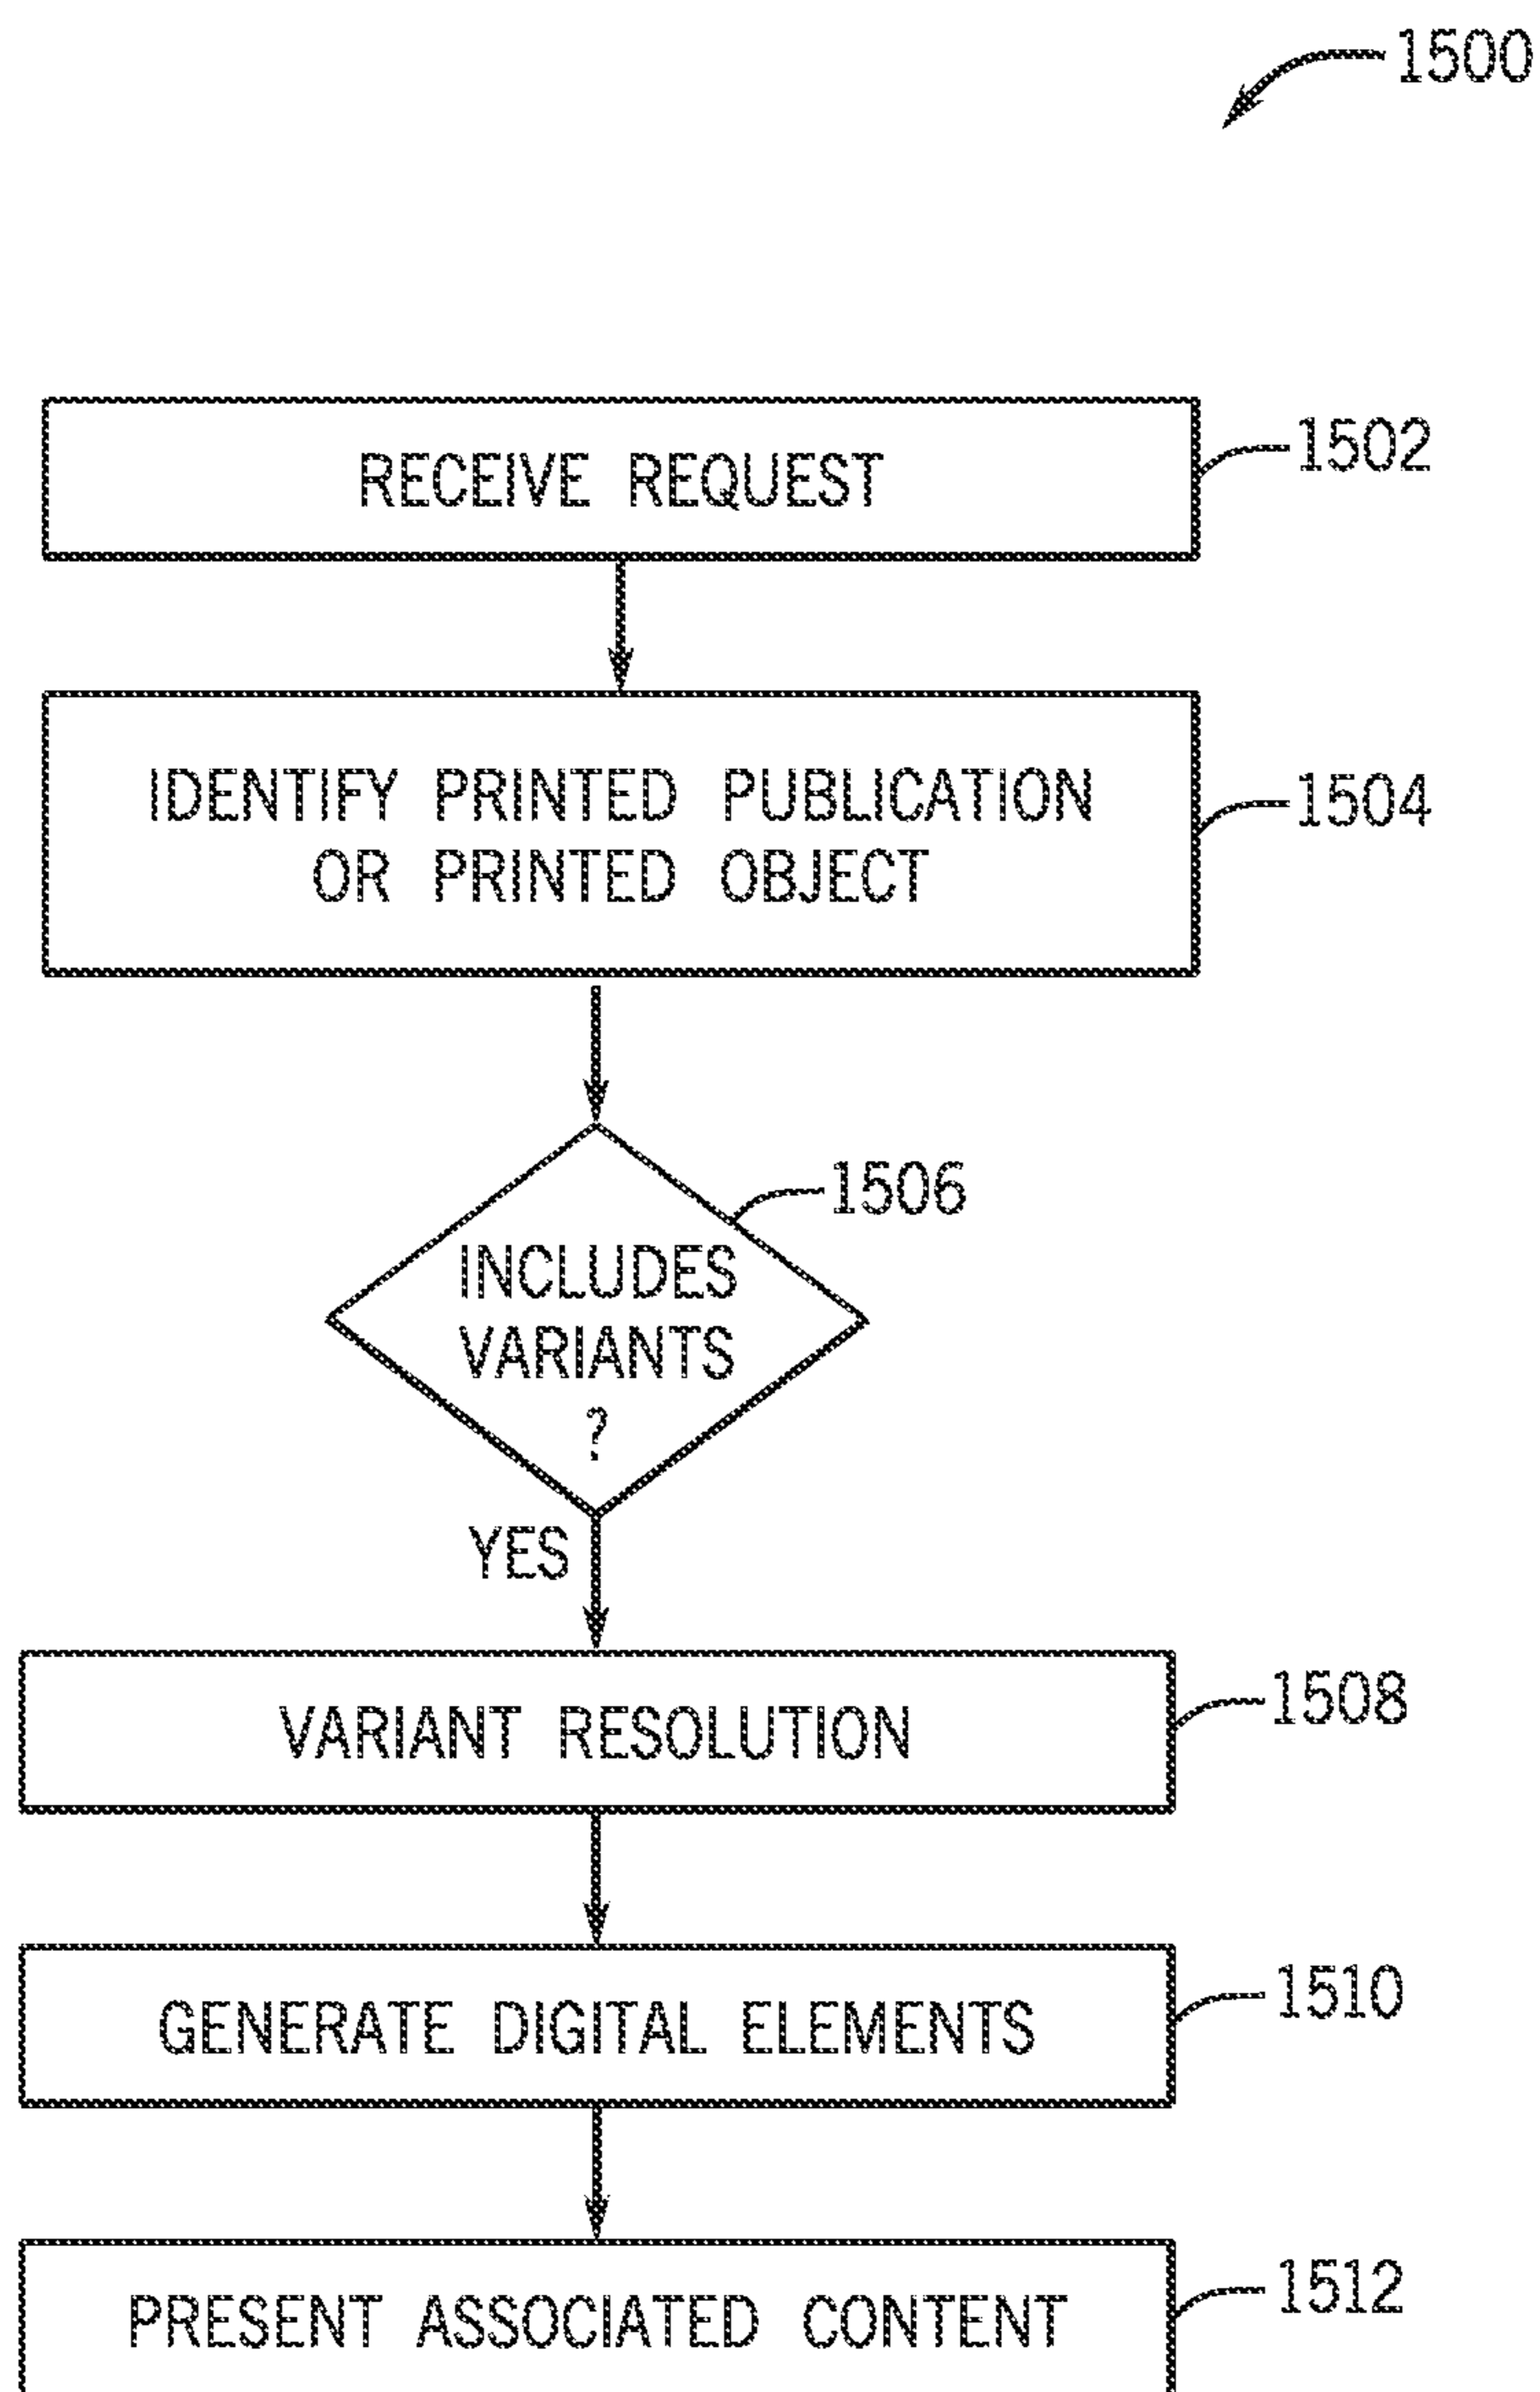 1500
RECEIVE REQUEST
1502
IDENTIFY PRINTED PUBLICATION
OR PRINTED OBJECT
1504
1506
INCLUDES
VARIANTS
?
YES
VARIANT RESOLUTION
1508
GENERATE DIGITAL ELEMENTS
1510
PRESENT ASSOCIATED CONTENT
1512